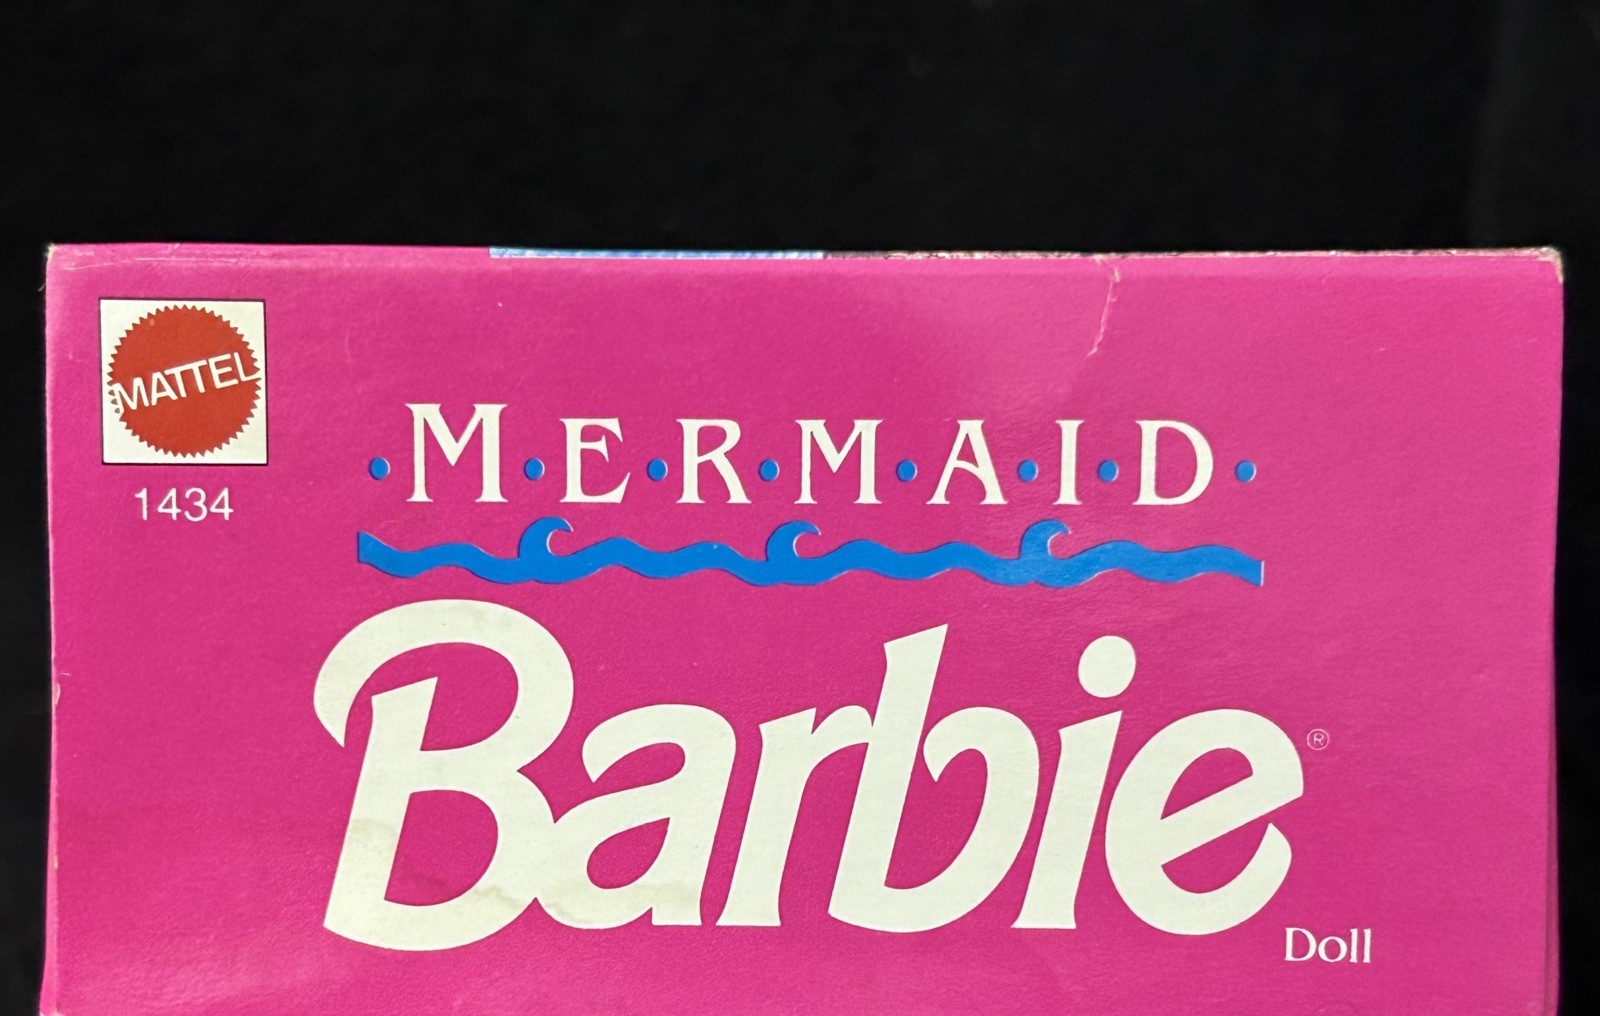 MATTEL
1434
·M·E·R·M·A·I·D·
Barbie®
Doll